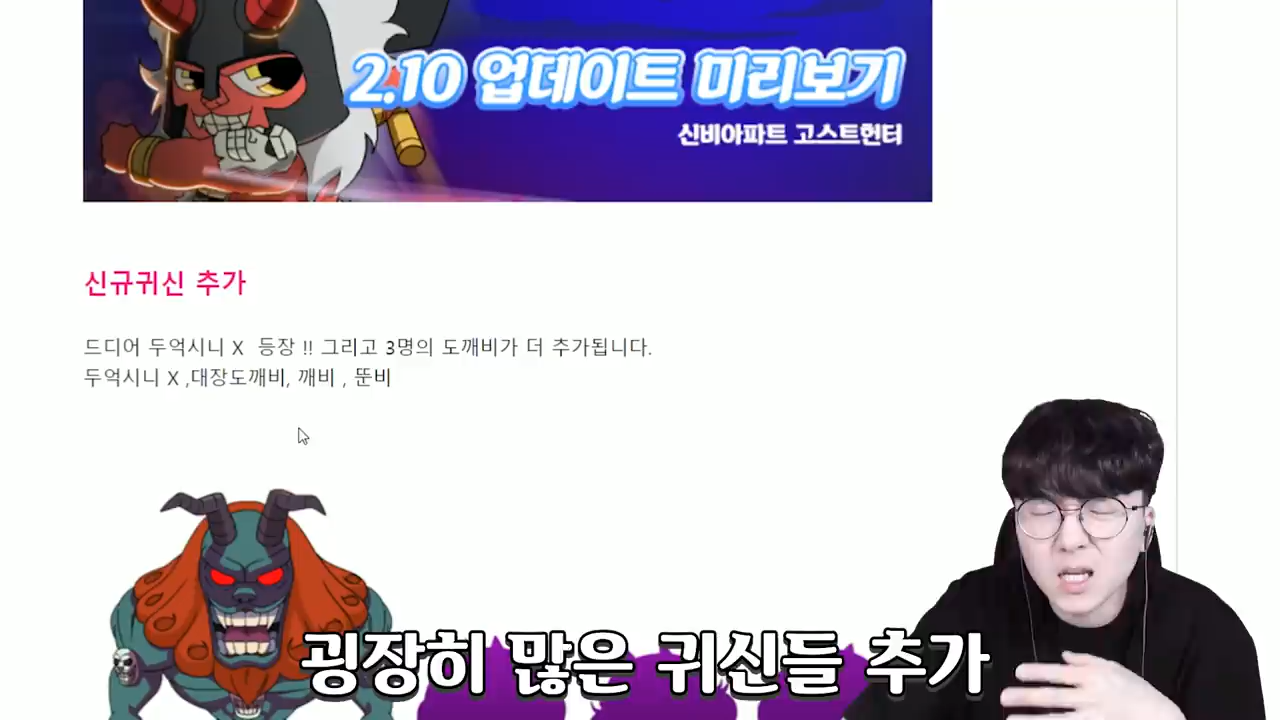 2.10 업데이트 미리보기
신비아파트 고스트헌터
신규귀신 추가
드디어 두억시니 X 등장 !! 그리고 3명의 도깨비가 더 추가됩니다.
두억시니 X ,대장도깨비, 깨비 , 뚠비
굉장히 많은 귀신들 추가